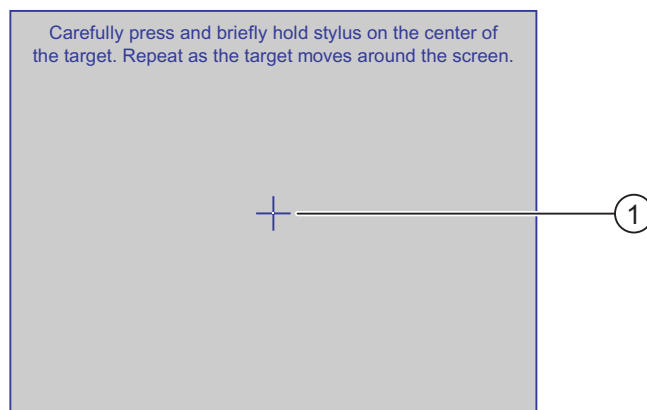 Carefully press and briefly hold stylus on the center of
the target. Repeat as the target moves around the screen.
1